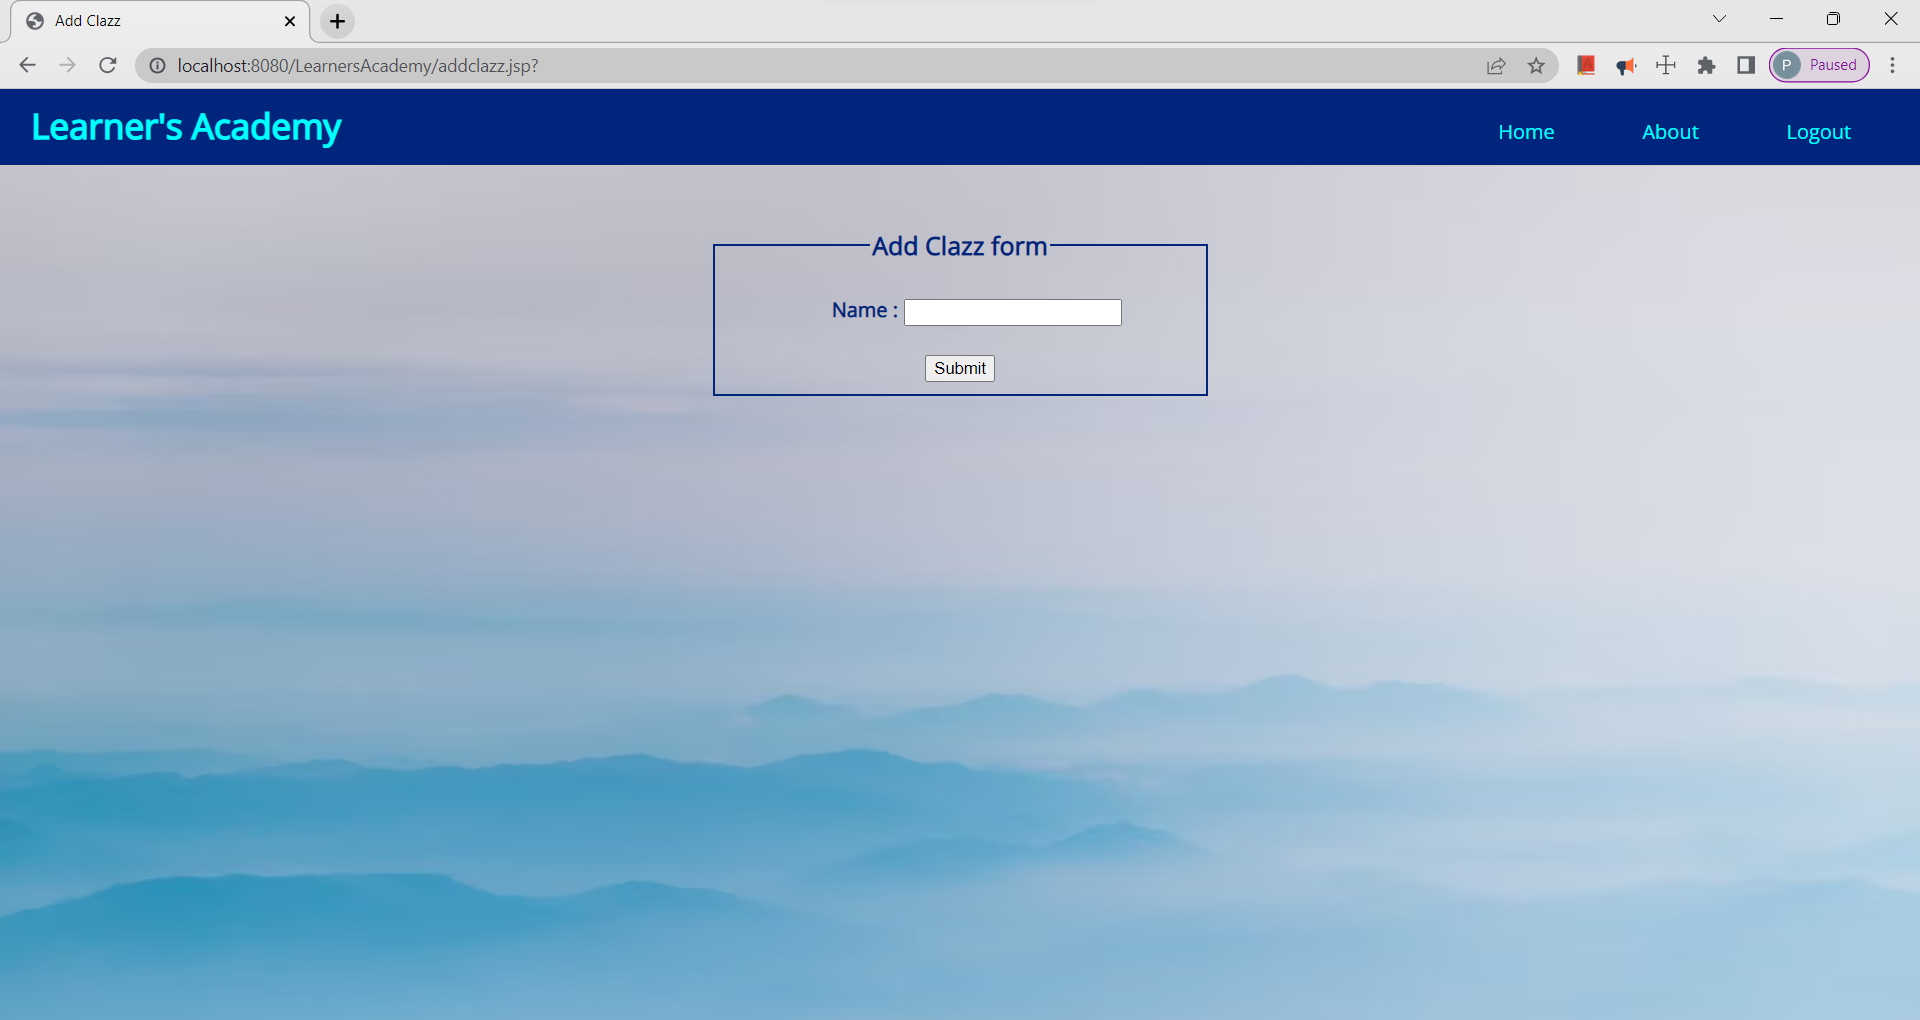 Add Clazz
localhost:8080/LearnersAcademy/addclazz.jsp?
P Paused
Learner's Academy
Home About Logout
Add Clazz form
Name :
Submit